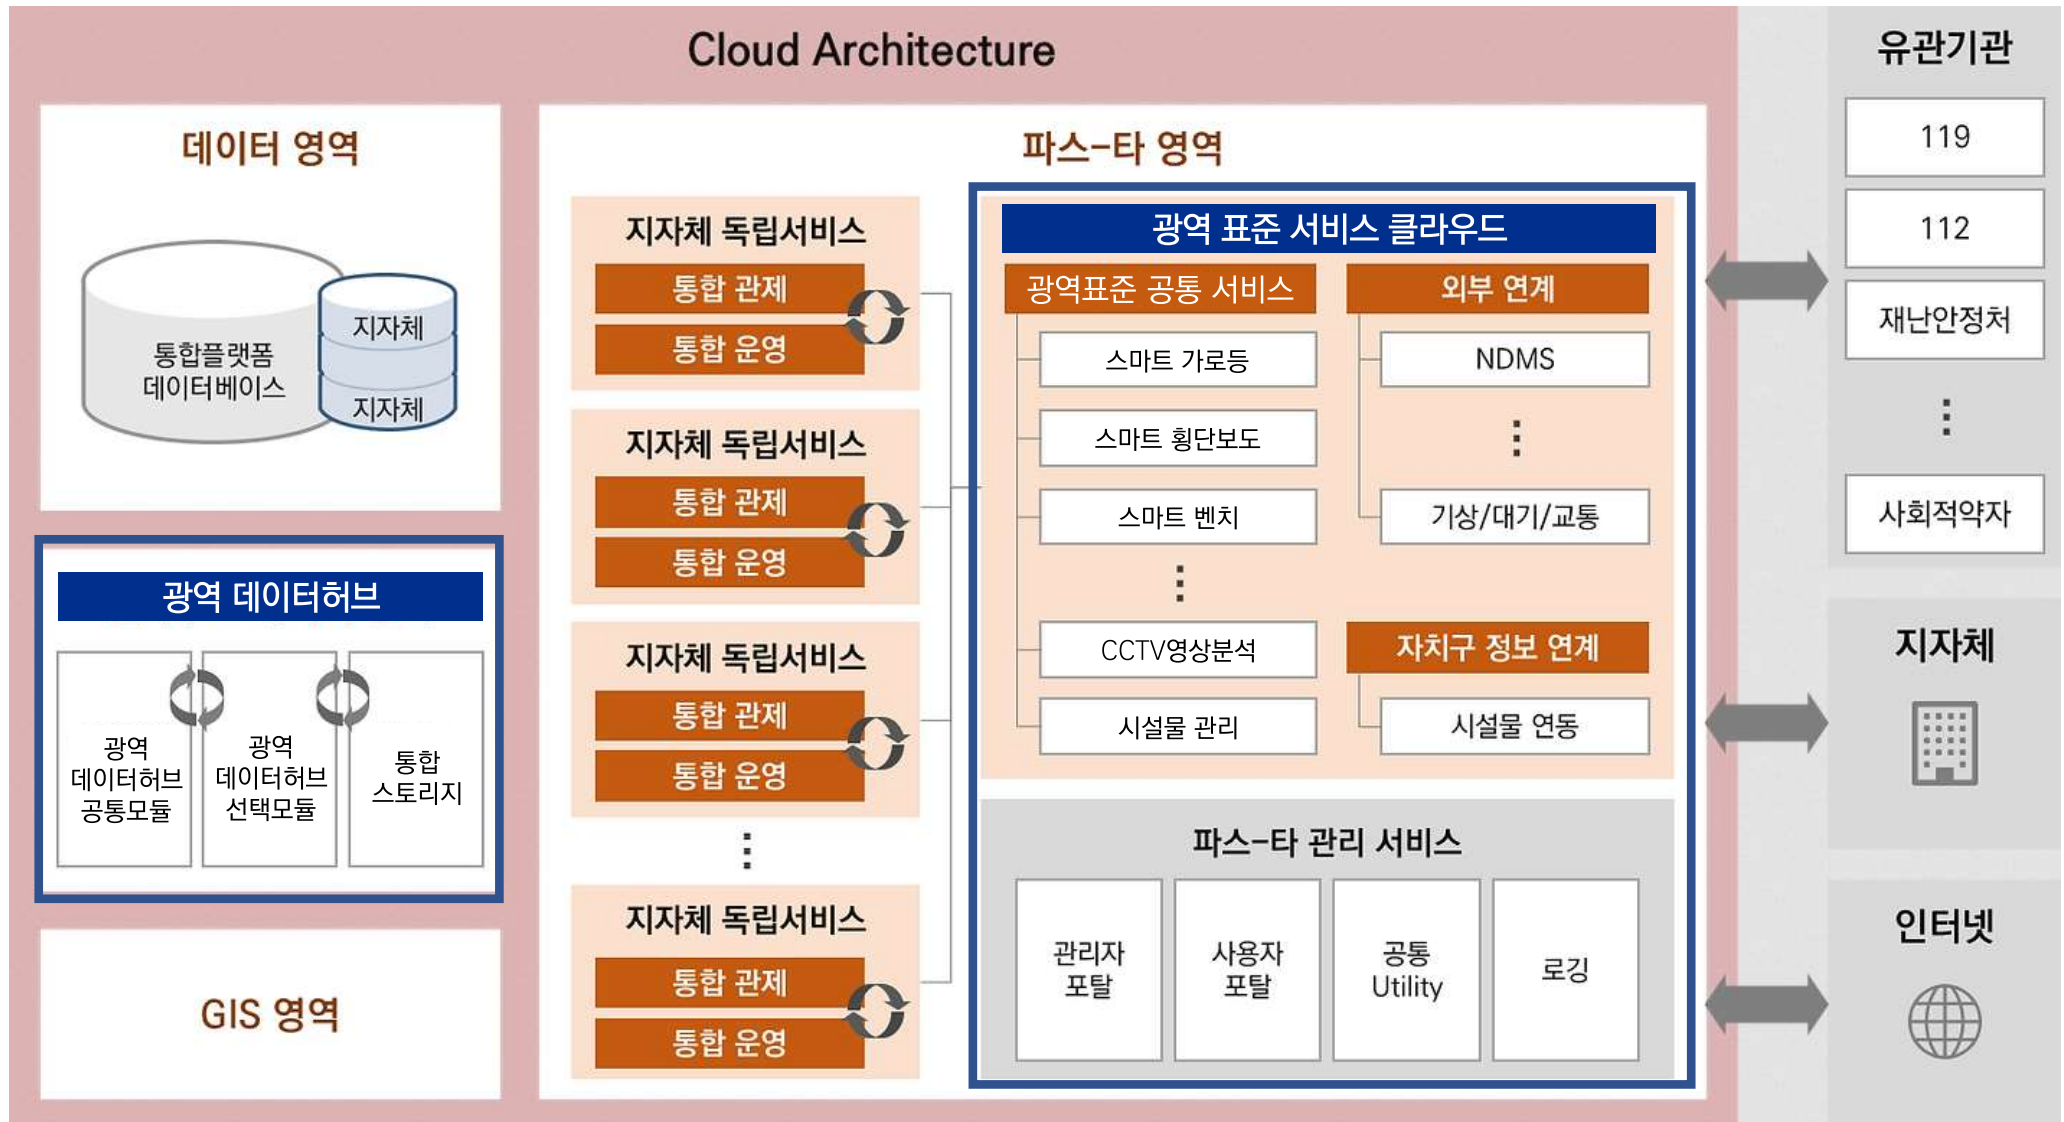 Cloud Architecture
데이터 영역
통합플랫폼
데이터베이스
지자체
지자체
광역 데이터허브
광역
데이터허브
공통모듈
광역
데이터허브
선택모듈
통합
스토리지
GIS 영역
파스-타 영역
지자체 독립서비스
통합 관제
통합 운영
지자체 독립서비스
통합 관제
통합 운영
지자체 독립서비스
통합 관제
통합 운영
지자체 독립서비스
통합 관제
통합 운영
광역 표준 서비스 클라우드
광역표준 공통 서비스
스마트 가로등
스마트 횡단보도
스마트 벤치
CCTV영상분석
시설물 관리
외부 연계
NDMS
기상/대기/교통
자치구 정보 연계
시설물 연동
파스-타 관리 서비스
관리자
포탈
사용자
포탈
공통
Utility
로깅
유관기관
119
112
재난안정처
사회적약자
지자체
인터넷